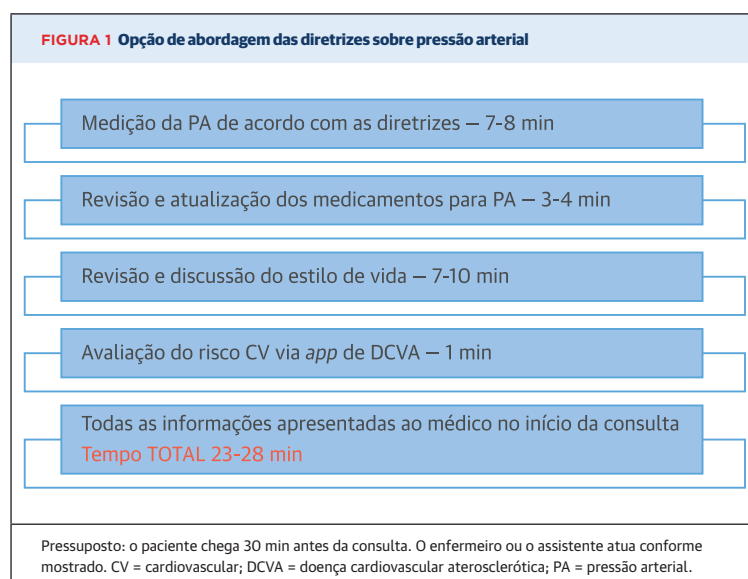 FIGURA 1 Opção de abordagem das diretrizes sobre pressão arterial
Medição da PA de acordo com as diretrizes – 7-8 min
Revisão e atualização dos medicamentos para PA – 3-4 min
Revisão e discussão do estilo de vida – 7-10 min
Avaliação do risco CV via app de DCVA – 1 min
Todas as informações apresentadas ao médico no início da consulta
Tempo TOTAL 23-28 min
Pressuposto: o paciente chega 30 min antes da consulta. O enfermeiro ou o assistente atua conforme
mostrado. CV = cardiovascular; DCVA = doença cardiovascular aterosclerótica; PA = pressão arterial.